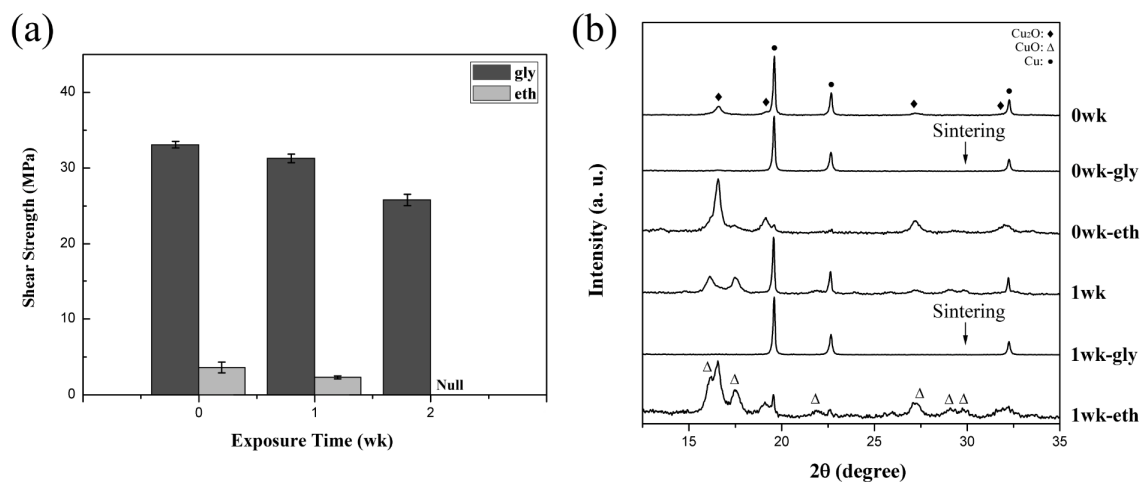 (a)
gly
eth
40
30
20
10
0
Shear Strength (MPa)
Null
0 1 2
Exposure Time (wk)
(b)
Cu₂O: ♦
CuO: Δ
Cu: •
0wk
Sintering
0wk-gly
0wk-eth
1wk
Sintering
1wk-gly
1wk-eth
Δ Δ Δ Δ Δ Δ
Intensity (a. u.)
15 20 25 30 35
2θ (degree)